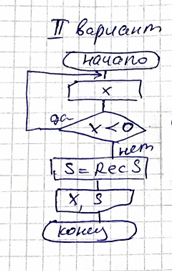 II вариант
начало
x
x < 0
да
нет
S = Rec S
X, S
конец